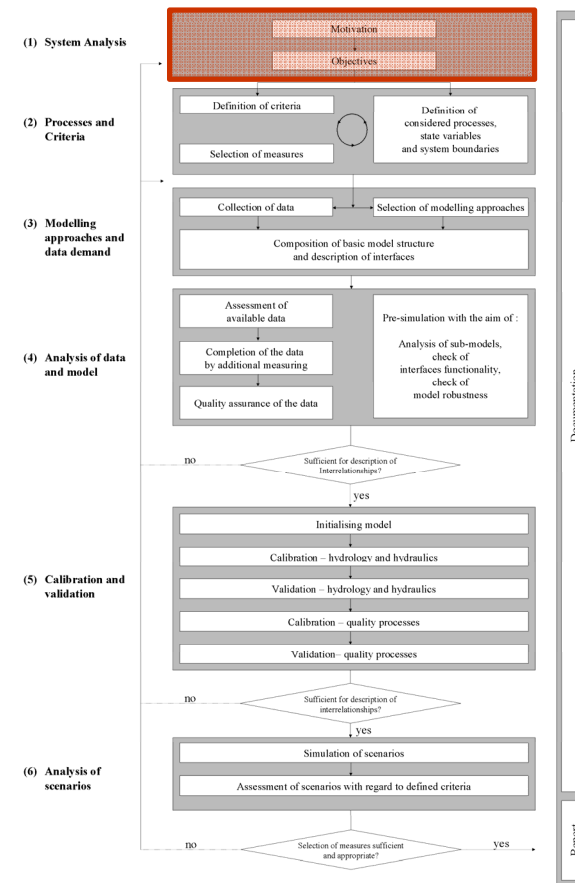 (1) System Analysis
Motivation
Objectives
(2) Processes and
Criteria
Definition of criteria
Selection of measures
Definition of
considered processes,
state variables
and system boundaries
(3) Modelling
approaches and
data demand
Collection of data
Selection of modelling approaches
Composition of basic model structure
and description of interfaces
(4) Analysis of data
and model
Assessment of
available data
Completion of the data
by additional measuring
Quality assurance of the data
Pre-simulation with the aim of :
Analysis of sub-models,
check of
interfaces functionality,
check of
model robustness
no
Sufficient for description of
Interrelationships?
yes
(5) Calibration and
validation
Initialising model
Calibration – hydrology and hydraulics
Validation – hydrology and hydraulics
Calibration – quality processes
Validation– quality processes
no
Sufficient for description of
interrelationships?
yes
(6) Analysis of
scenarios
Simulation of scenarios
Assessment of scenarios with regard to defined criteria
no
Selection of measures sufficient
and appropriate?
yes
Documentation
Report